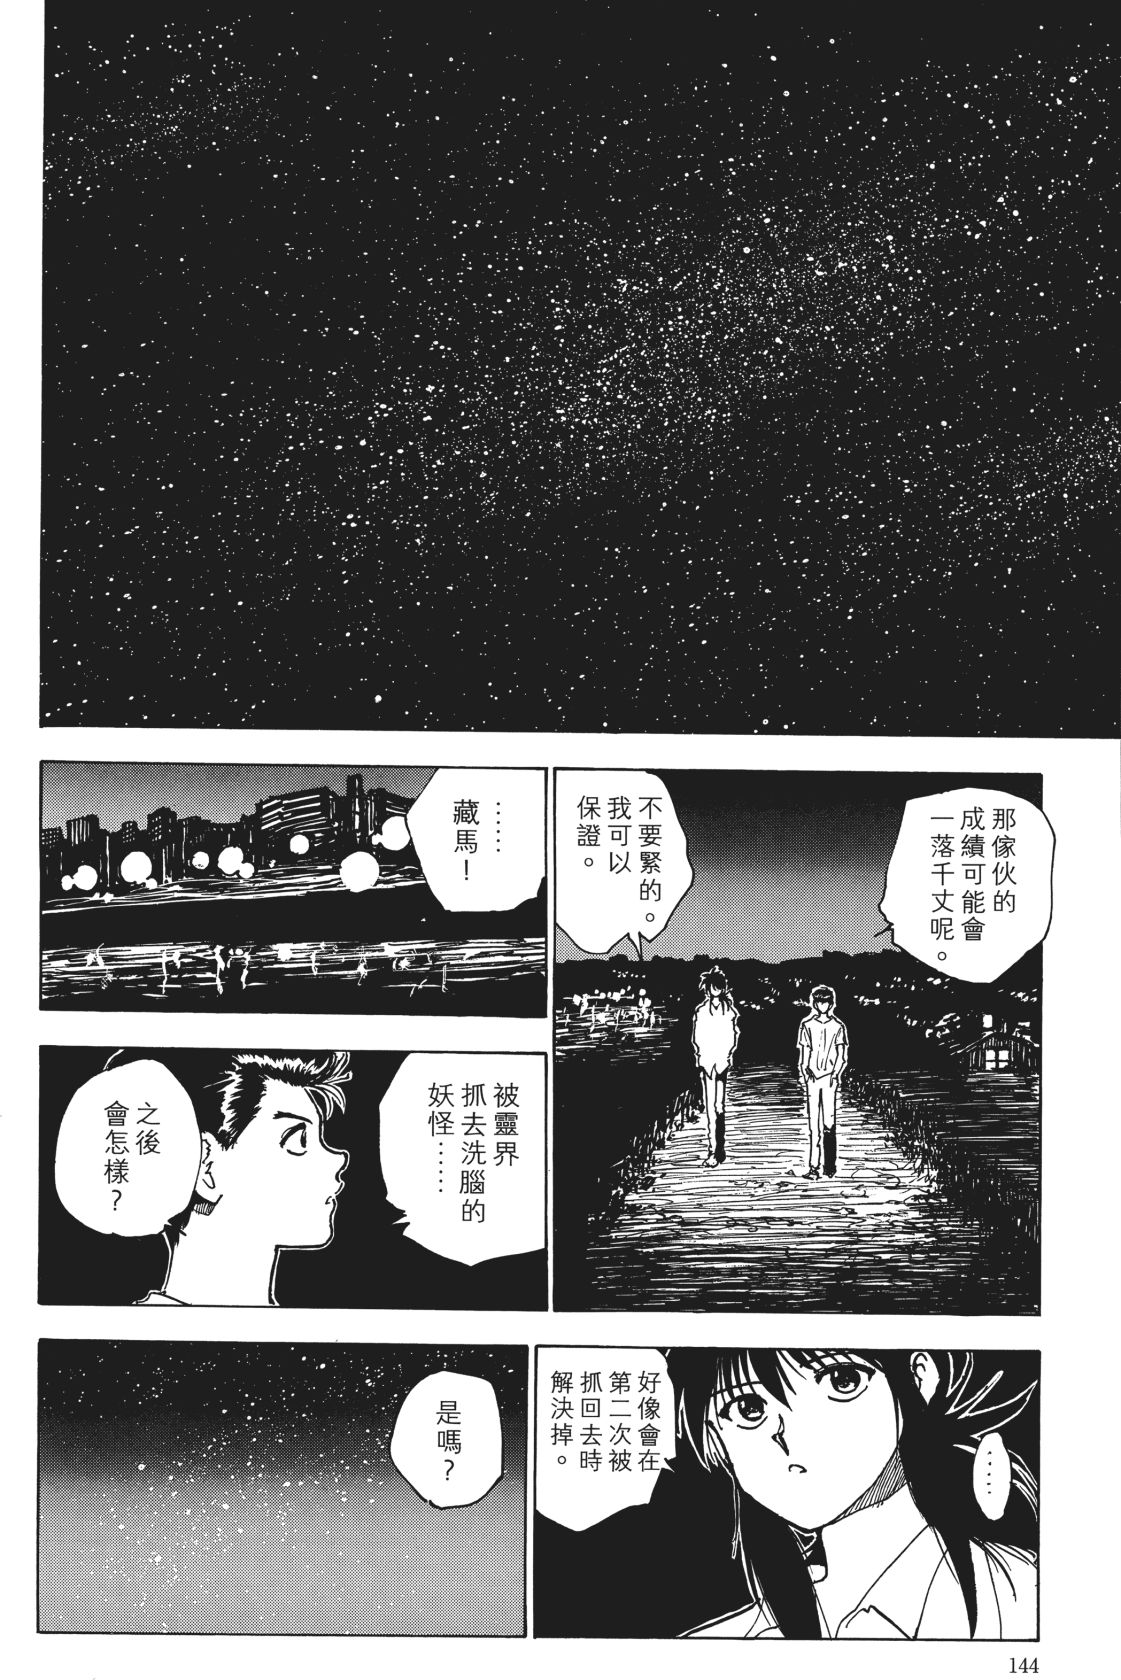 那傢伙的
成績可能會
一落千丈呢。
不要緊的。
我可以
保證。
……
藏馬！
被靈界
抓去洗腦的
妖怪……
之後
會怎樣？
……
好像會在
第二次被
抓回去時
解決掉。
是嗎？
144